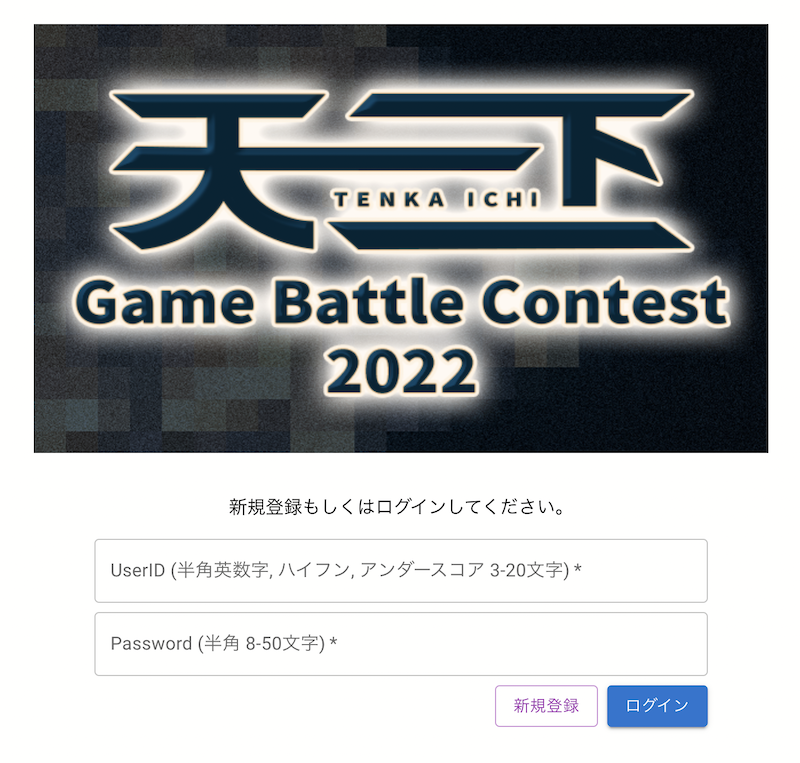 天一下
TENKA ICHI
Game Battle Contest
2022
新規登録もしくはログインしてください。
UserID (半角英数字, ハイフン, アンダースコア 3-20文字) *
Password (半角 8-50文字) *
新規登録
ログイン